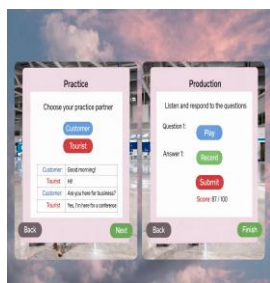 Practice
Choose your practice partner
Customer
Tourist
Customer Good morning!
Tourist Hi!
Customer Are you here for business?
Tourist Yes, I'm here for a conference
Back
Next
Production
Listen and respond to the questions
Question 1:
Play
Answer 1:
Record
Submit
Score: 87 / 100
Back
Finish